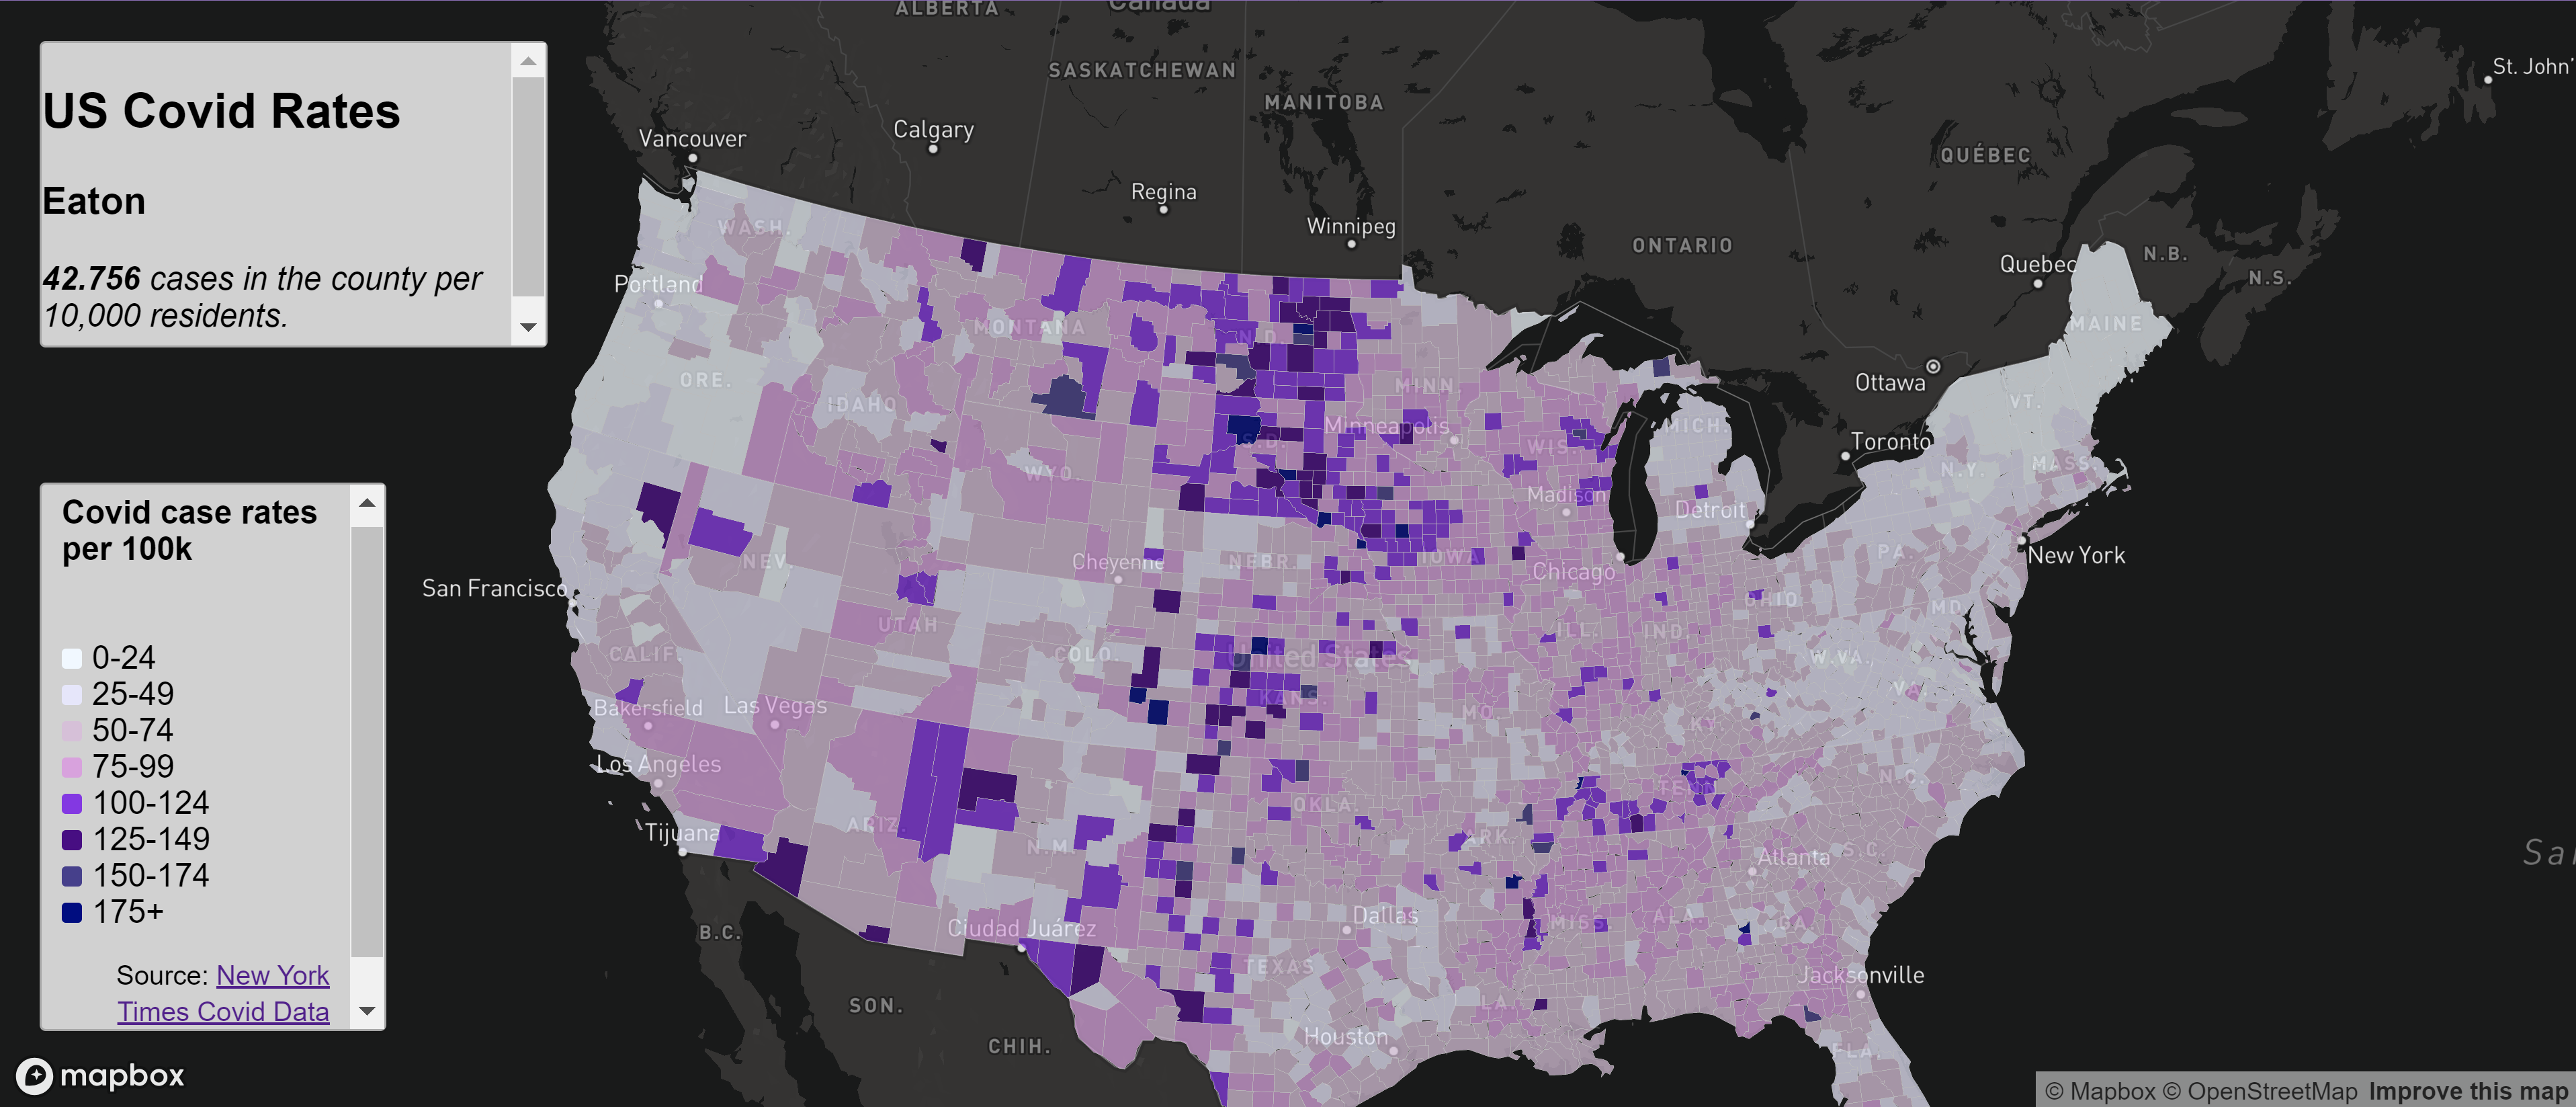 US Covid Rates
Eaton
42.756 cases in the county per
10,000 residents.
Covid case rates
per 100k
0-24
25-49
50-74
75-99
100-124
125-149
150-174
175+
Source: New York
Times Covid Data
mapbox
ALBERTA
Canada
SASKATCHEWAN
MANITOBA
Vancouver
Calgary
Regina
Winnipeg
ONTARIO
QUÉBEC
St. John'
Quebec
N.B.
N.S.
Ottawa
Toronto
MAINE
VT.
MASS.
N.Y.
New York
WASH.
Portland
ORE.
IDAHO
MONTANA
N.D.
S.D.
MINN.
Minneapolis
WIS.
Madison
MICH.
Detroit
WYO.
Cheyenne
NEBR.
IOWA
Chicago
OHIO
PA.
MD.
San Francisco
NEV.
UTAH
COLO.
United States
KANS.
MO.
ILL.
IND.
KY.
W.VA.
VA.
CALIF.
Bakersfield
Las Vegas
Los Angeles
Tijuana
ARIZ.
N.M.
OKLA.
ARK.
TENN.
N.C.
S.C.
Atlanta
GA.
ALA.
MISS.
Dallas
TEXAS
LA.
Houston
Jacksonville
FLA.
Ciudad Juárez
B.C.
SON.
CHIH.
Sar
© Mapbox © OpenStreetMap Improve this map